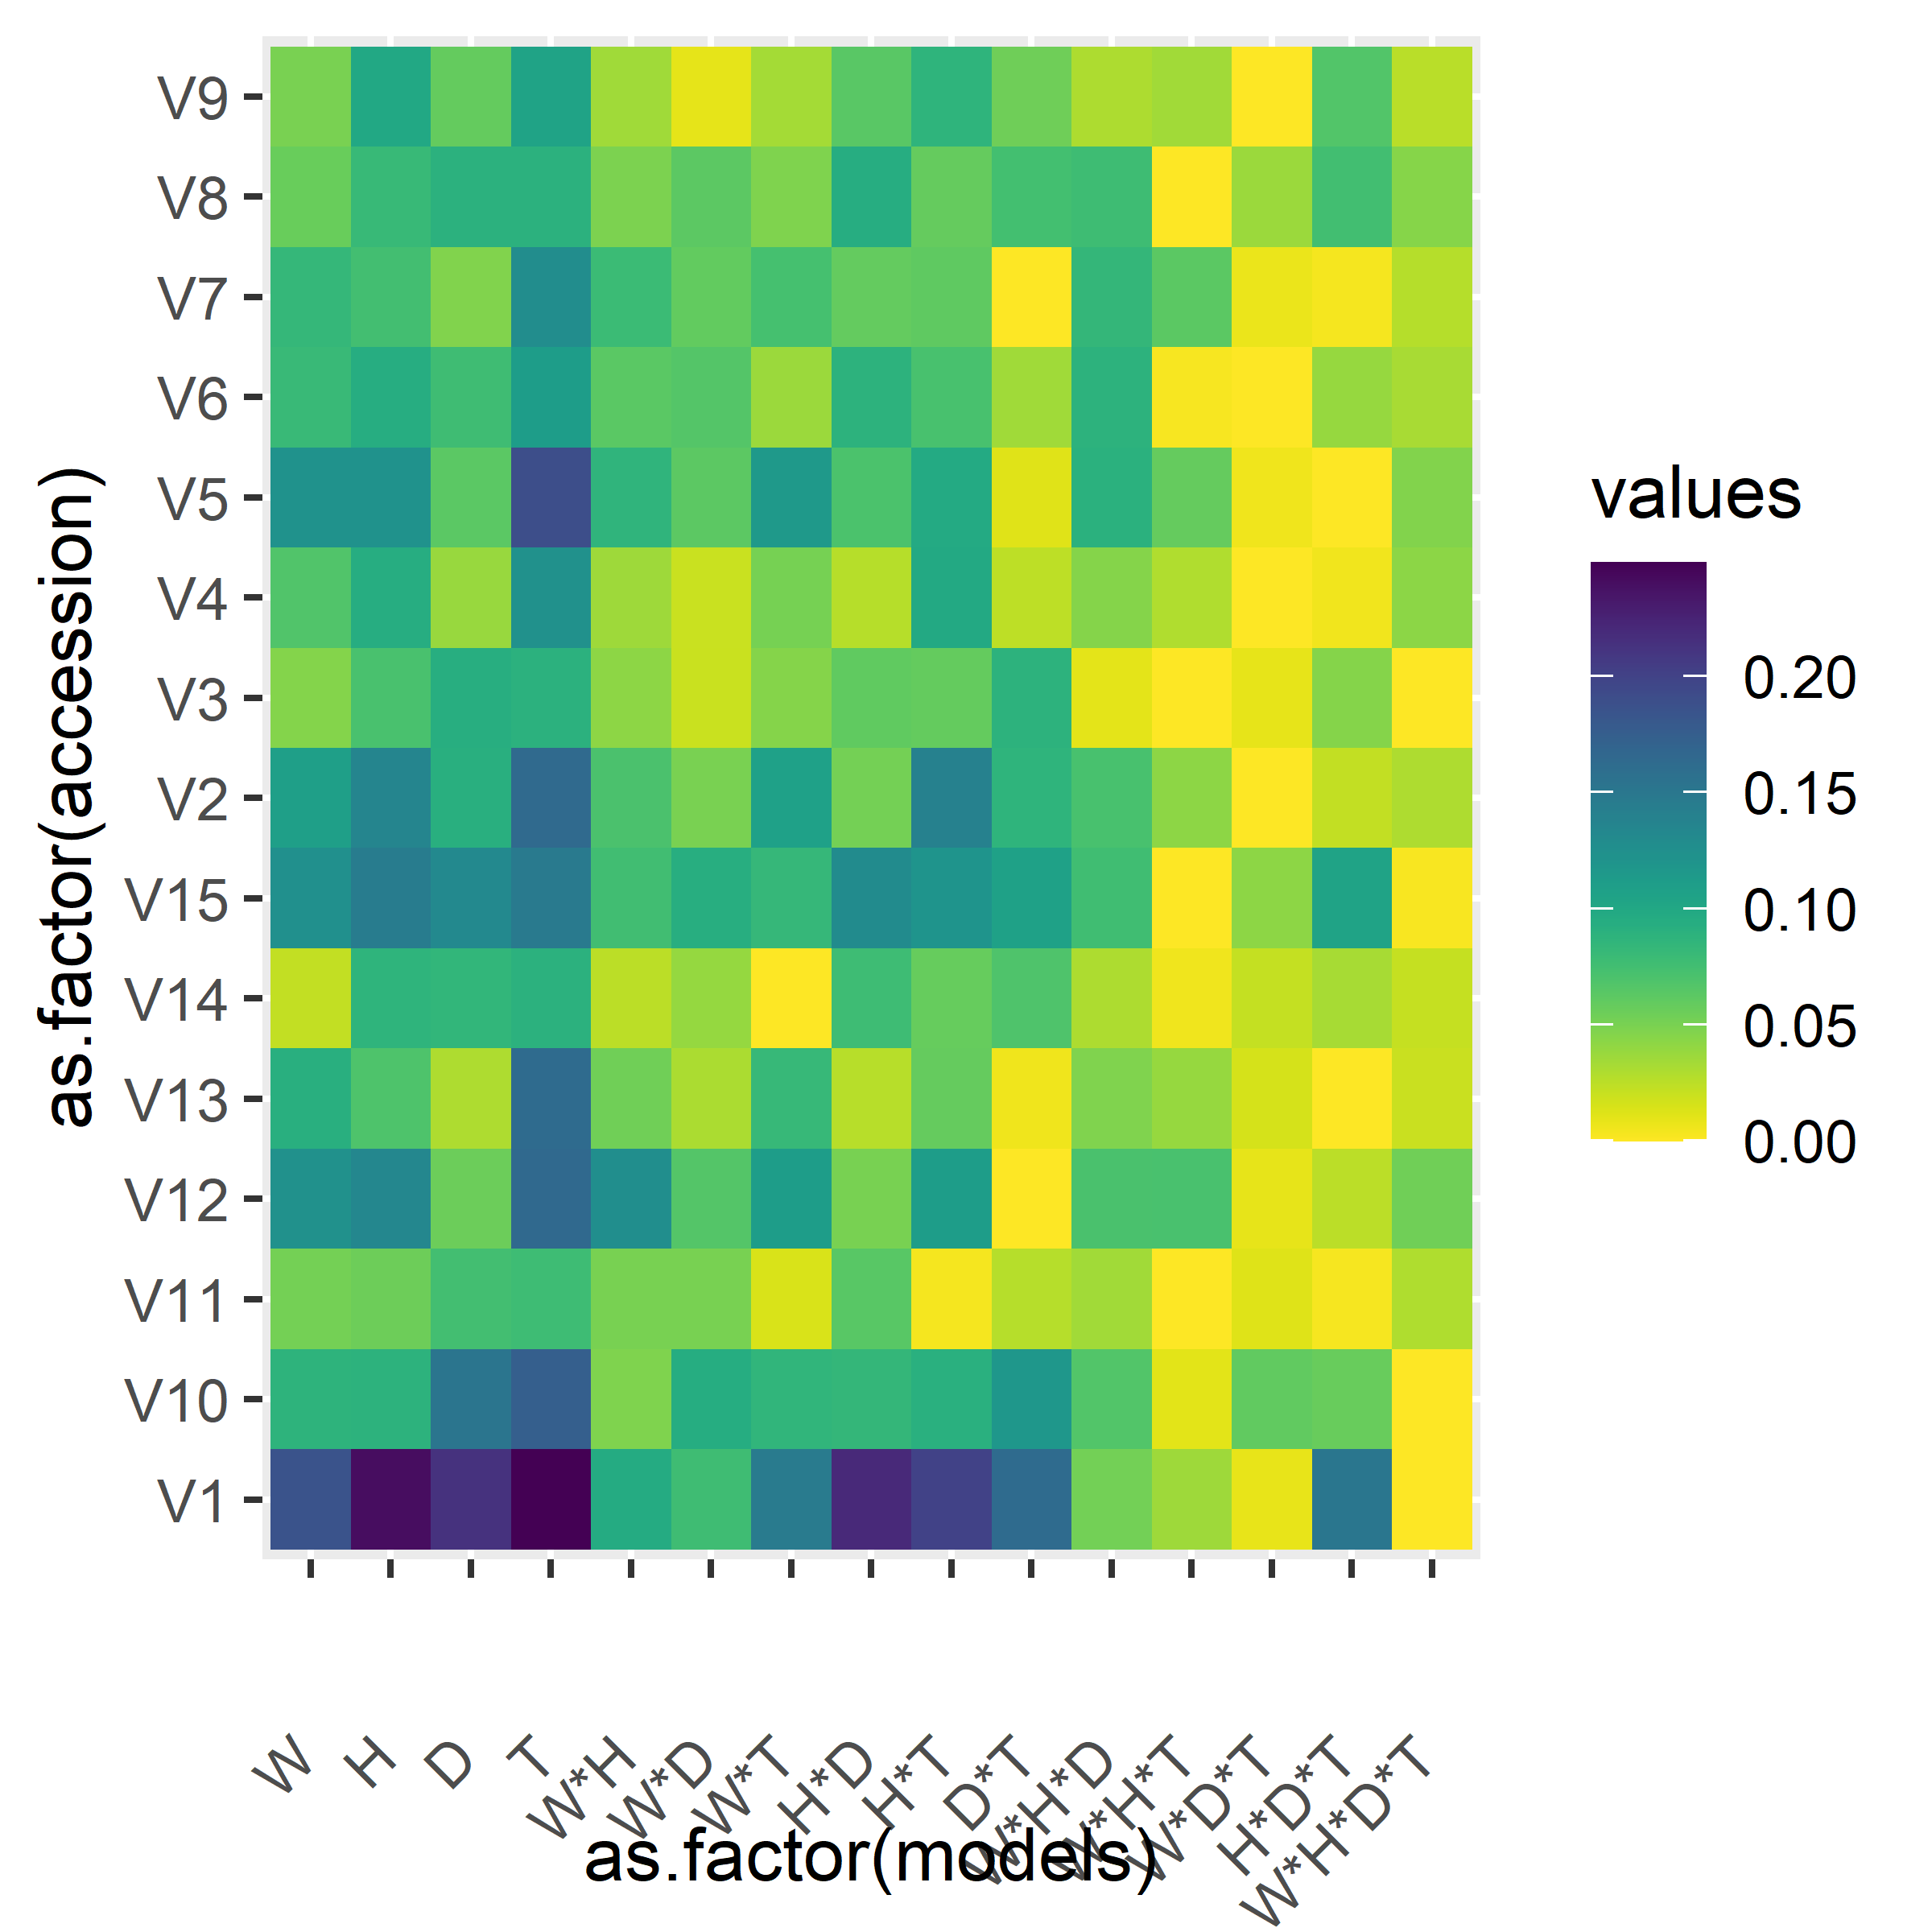 as.factor(accession)
V9
V8
V7
V6
V5
V4
V3
V2
V15
V14
V13
V12
V11
V10
V1
W
H
D
T
W*H
W*D
W*T
H*D
H*T
D*T
W*H*D
W*H*T
W*D*T
H*D*T
W*H*D*T
as.factor(models)
values
0.20
0.15
0.10
0.05
0.00